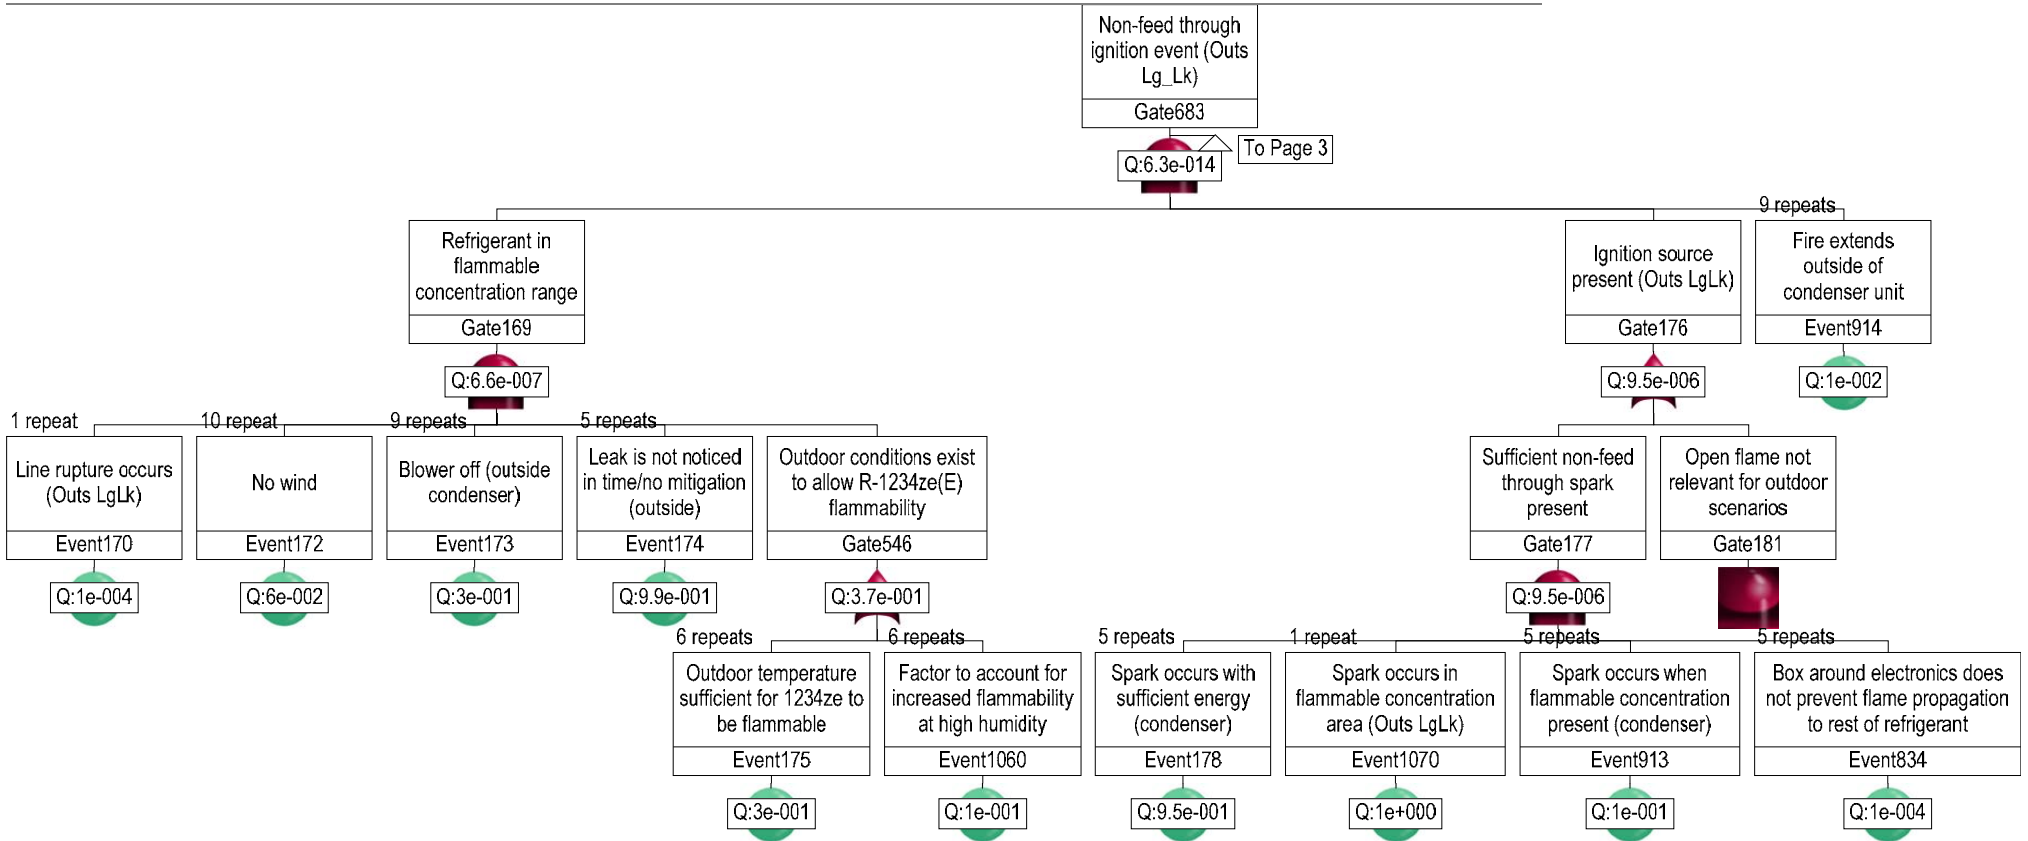 Non-feed through
ignition event (Outs
Lg_Lk)
Gate683
To Page 3
Q:6.3e-014
9 repeats
Refrigerant in
flammable
concentration range
Gate169
Q:6.6e-007
Ignition source
present (Outs LgLk)
Gate176
Q:9.5e-006
Fire extends
outside of
condenser unit
Event914
Q:1e-002
1 repeat
Line rupture occurs
(Outs LgLk)
Event170
Q:1e-004
10 repeat
No wind
Event172
Q:6e-002
9 repeats
Blower off (outside
condenser)
Event173
Q:3e-001
5 repeats
Leak is not noticed
in time/no mitigation
(outside)
Event174
Q:9.9e-001
Outdoor conditions exist
to allow R-1234ze(E)
flammability
Gate546
Q:3.7e-001
Sufficient non-feed
through spark
present
Gate177
Q:9.5e-006
Open flame not
relevant for outdoor
scenarios
Gate181
6 repeats
Outdoor temperature
sufficient for 1234ze to
be flammable
Event175
Q:3e-001
6 repeats
Factor to account for
increased flammability
at high humidity
Event1060
Q:1e-001
5 repeats
Spark occurs with
sufficient energy
(condenser)
Event178
Q:9.5e-001
1 repeat
Spark occurs in
flammable concentration
area (Outs LgLk)
Event1070
Q:1e+000
5 repeats
Spark occurs when
flammable concentration
present (condenser)
Event913
Q:1e-001
5 repeats
Box around electronics does
not prevent flame propagation
to rest of refrigerant
Event834
Q:1e-004